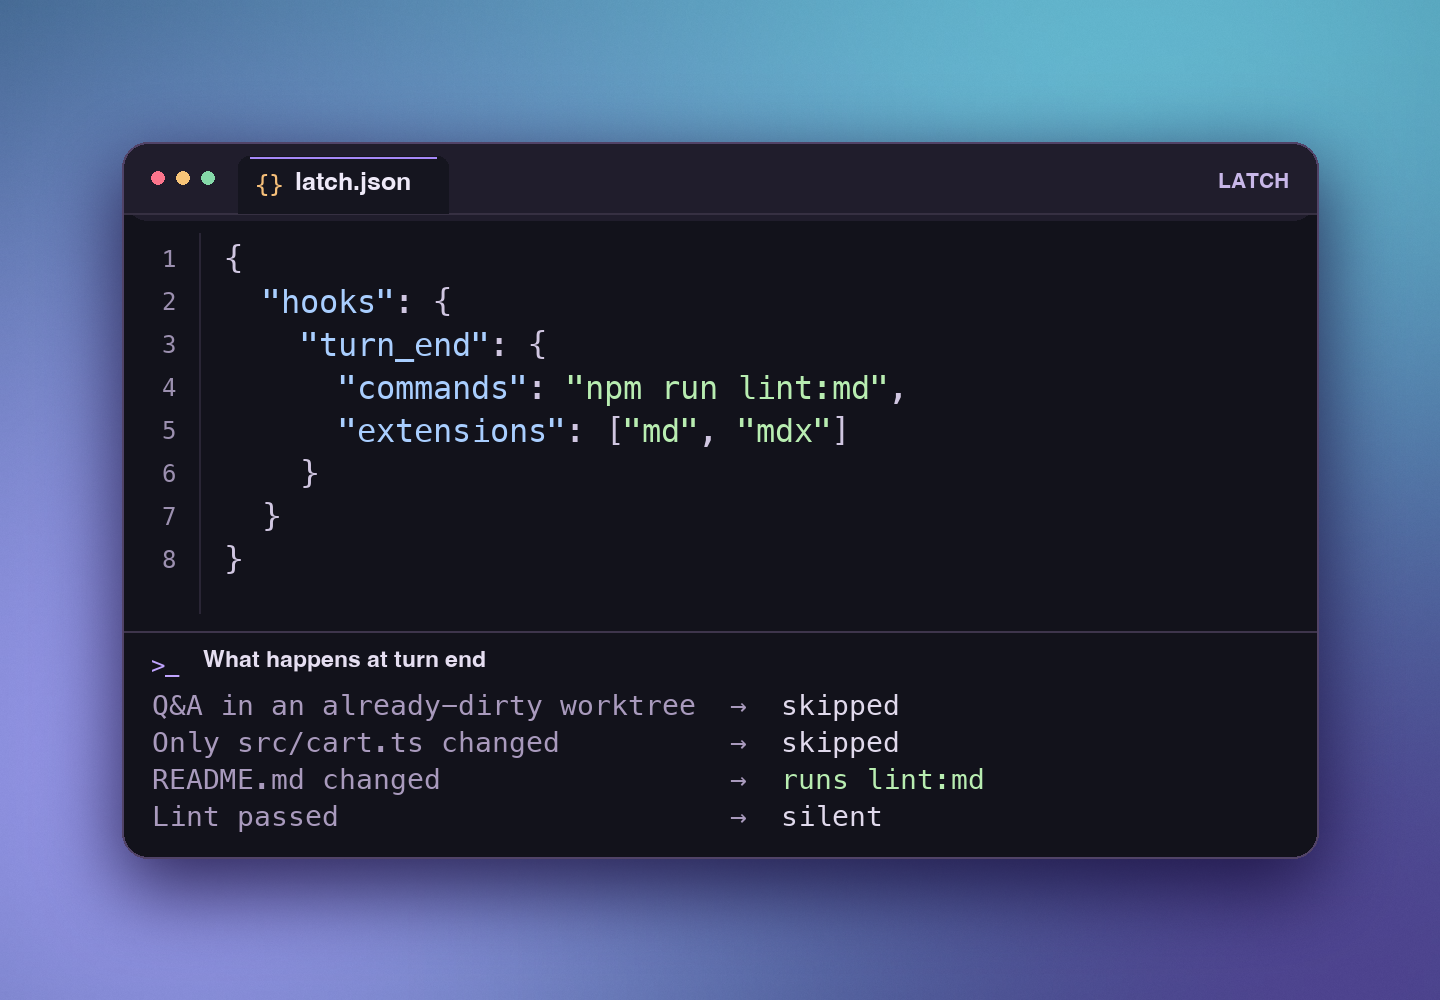 {} latch.json
LATCH
1 {
2   "hooks": {
3     "turn_end": {
4       "commands": "npm run lint:md",
5       "extensions": ["md", "mdx"]
6     }
7   }
8 }
>_ What happens at turn end
Q&A in an already-dirty worktree → skipped
Only src/cart.ts changed → skipped
README.md changed → runs lint:md
Lint passed → silent